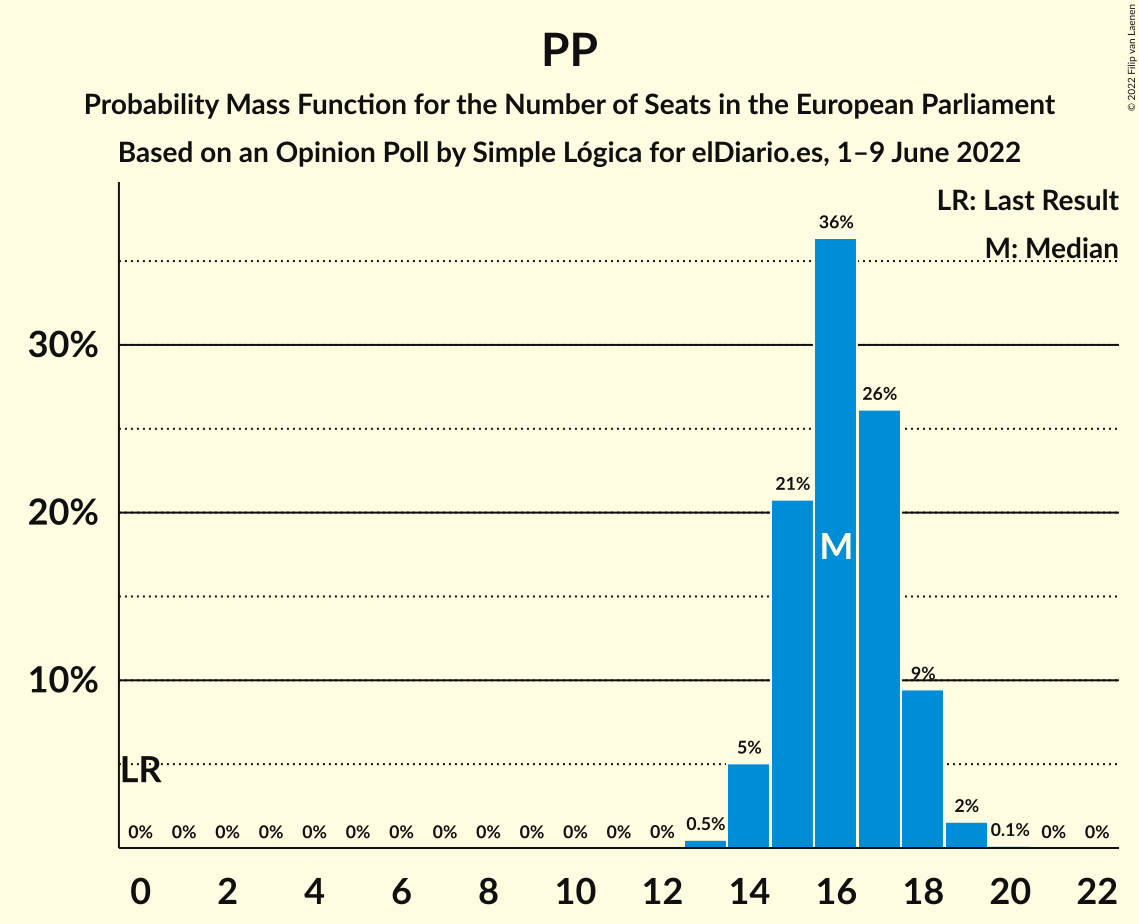 PP
Probability Mass Function for the Number of Seats in the European Parliament
Based on an Opinion Poll by Simple Lógica for elDiario.es, 1–9 June 2022
© 2022 Filip van Laenen
LR: Last Result
M: Median
30%
20%
10%
LR
M
0% 0% 0% 0% 0% 0% 0% 0% 0% 0% 0% 0% 0% 0.5% 5% 21% 36% 26% 9% 2% 0.1% 0% 0%
0 2 4 6 8 10 12 14 16 18 20 22